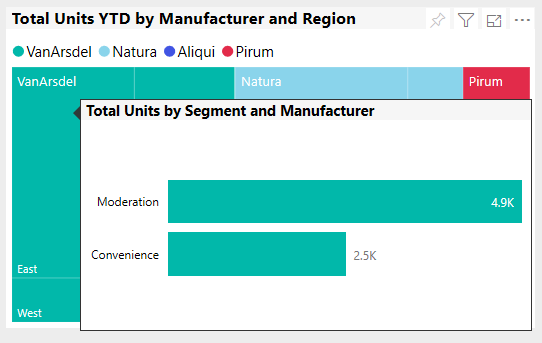 Total Units YTD by Manufacturer and Region
VanArsdel Natura Aliqui Pirum
VanArsdel Natura Pirum
Total Units by Segment and Manufacturer
Moderation 4.9K
Convenience 2.5K
East
West